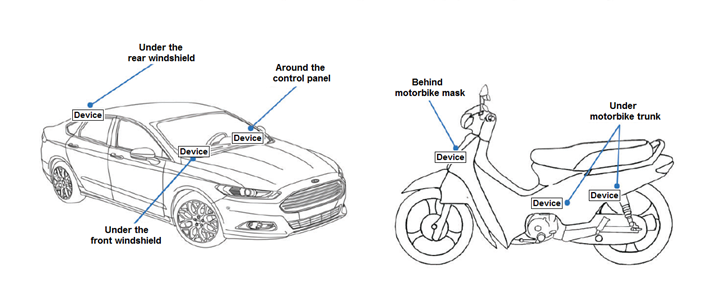 Under the
rear windshield
Around the
control panel
Device
Device
Device
Under the
front windshield
Behind
motorbike mask
Under
motorbike trunk
Device
Device
Device